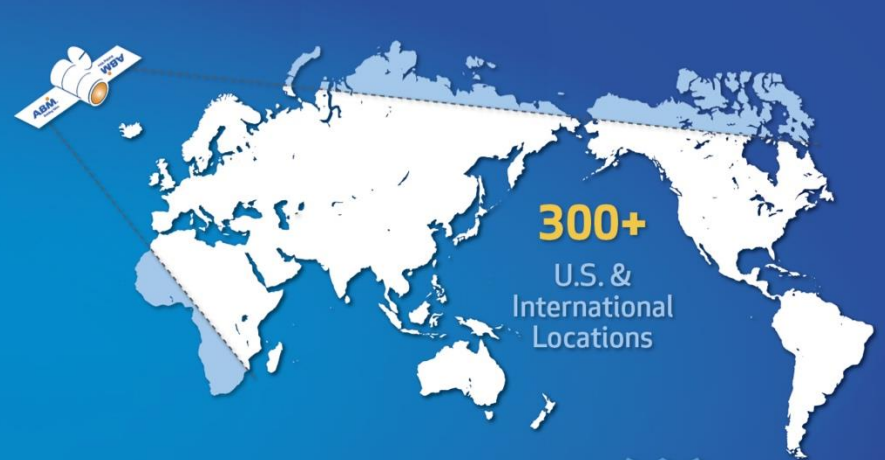 ABM
ABM
300+
U.S. &
International
Locations